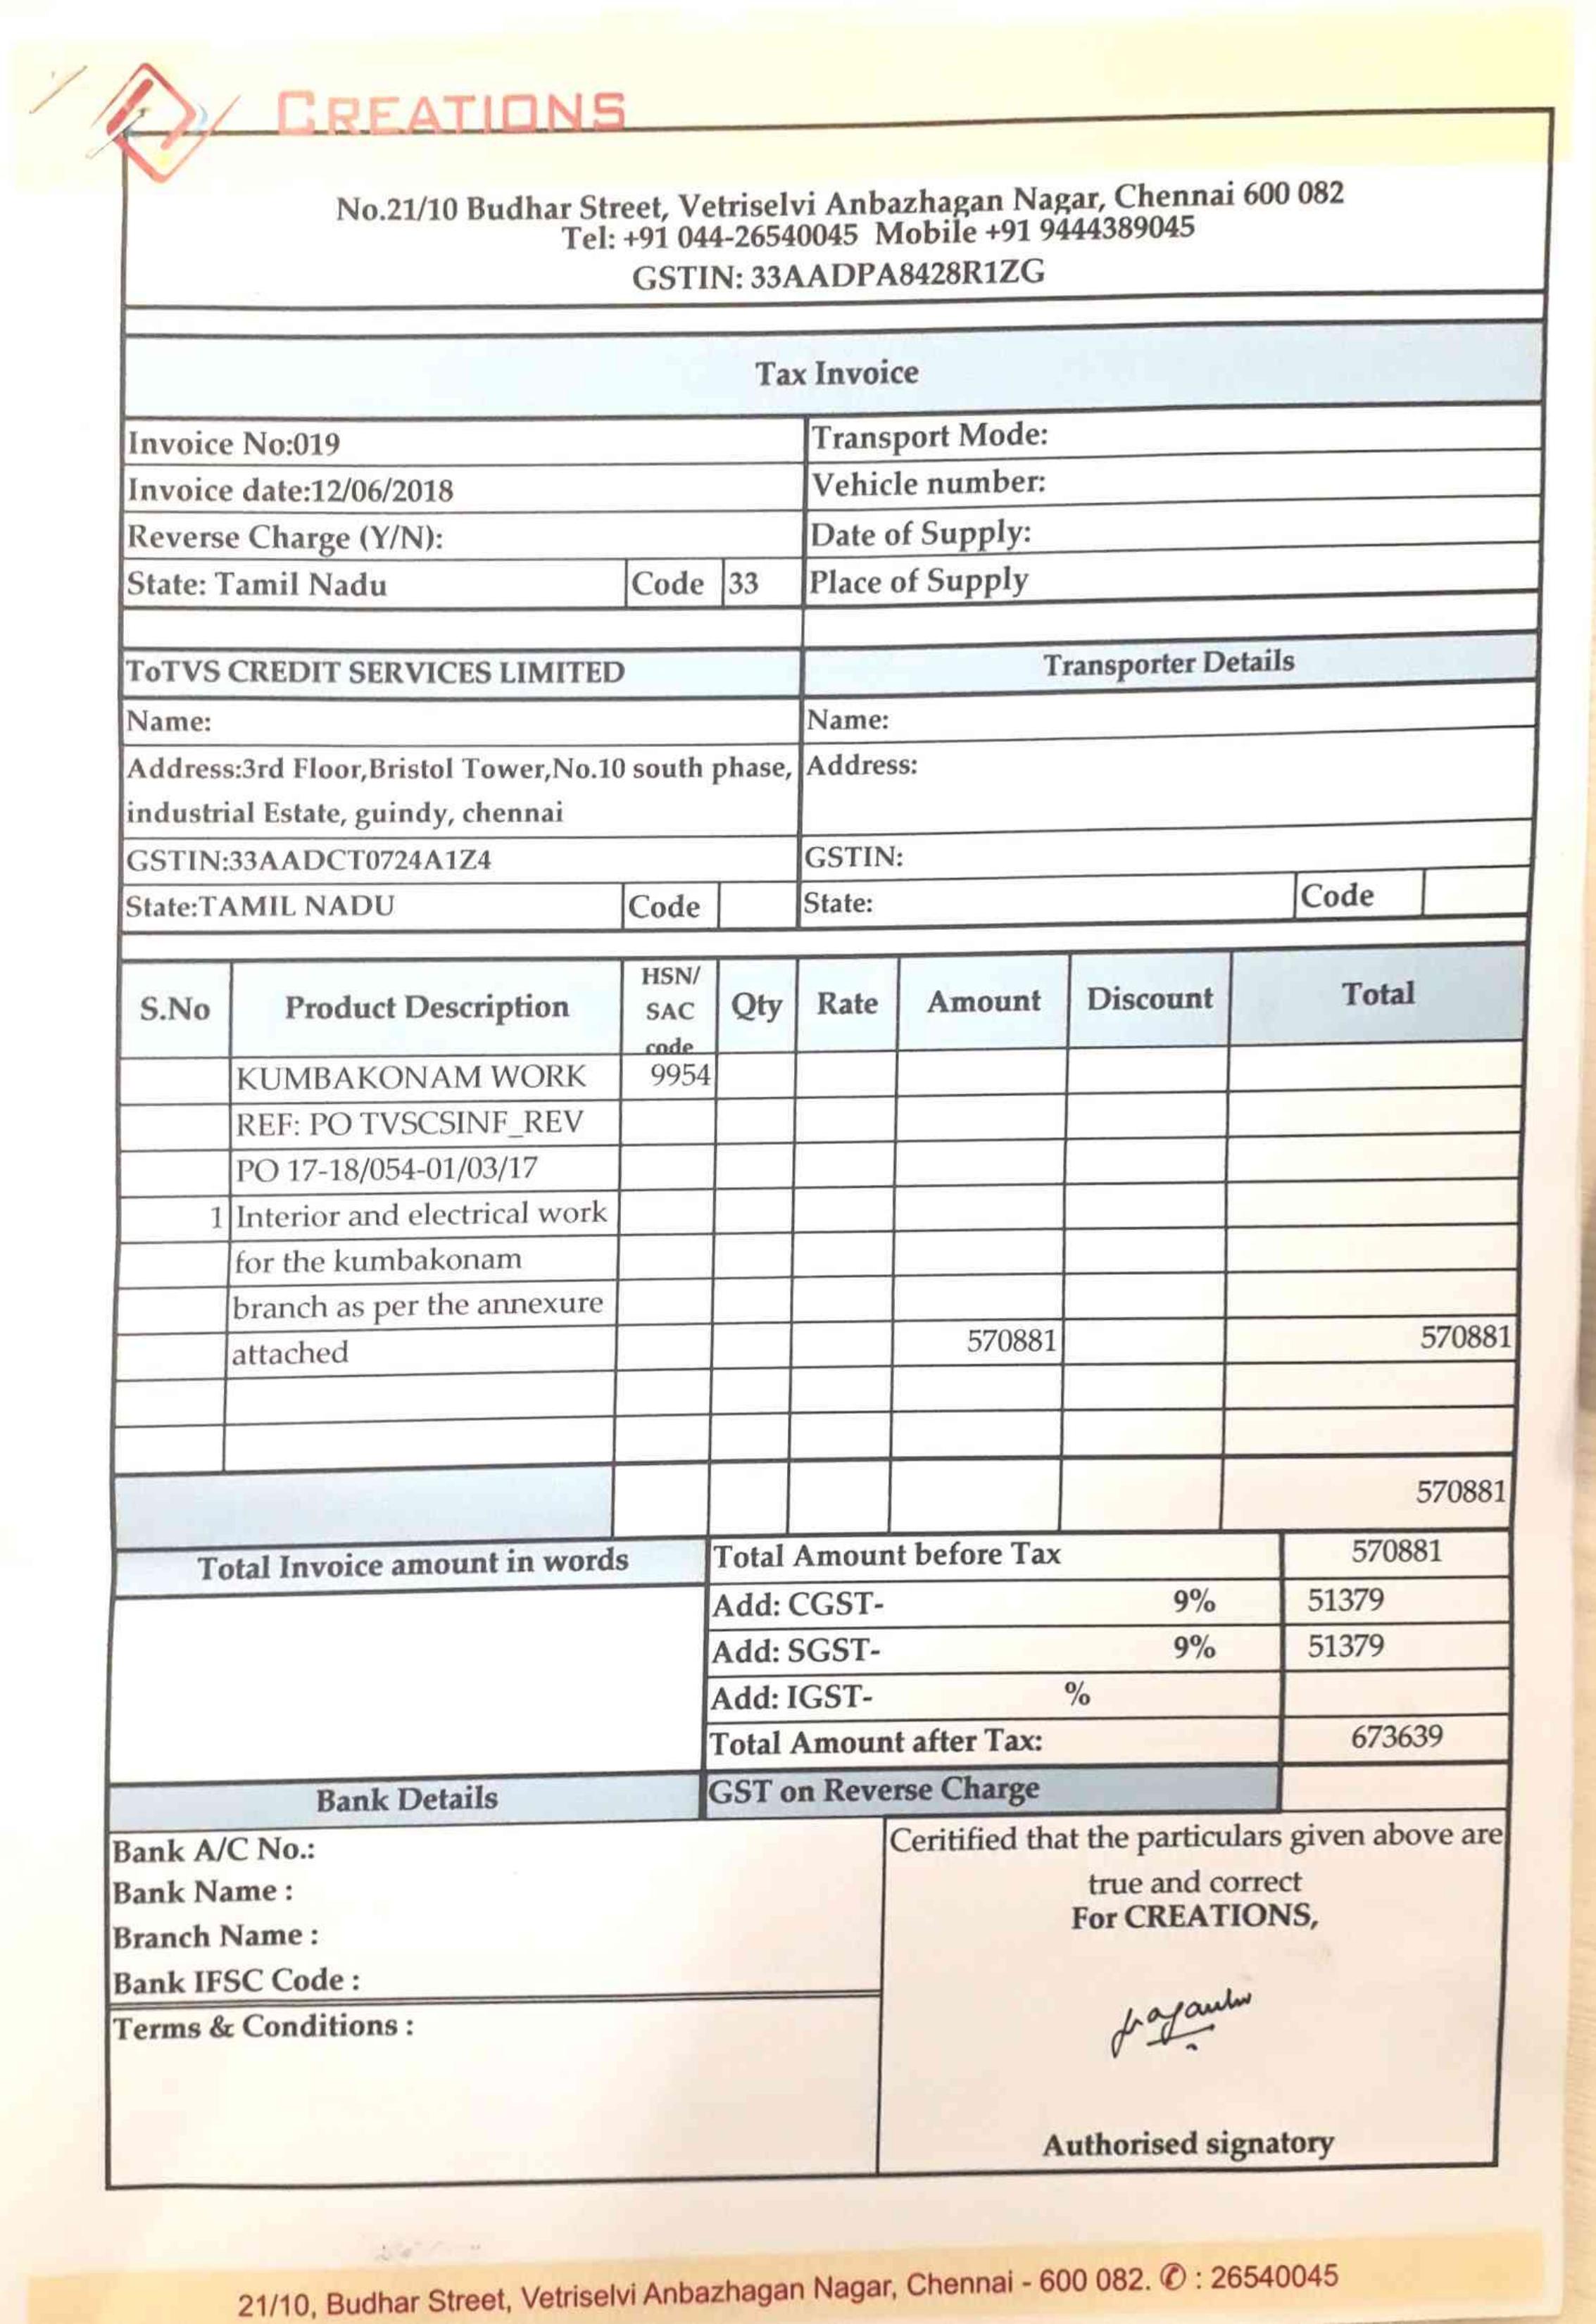 CREATIONS
No.21/10 Budhar Street, Vetriselvi Anbazhagan Nagar, Chennai 600 082
Tel: +91 044-26540045 Mobile +91 9444389045
GSTIN: 33AADPA8428R1ZG
Tax Invoice
Invoice No:019 Transport Mode:
Invoice date:12/06/2018 Vehicle number:
Reverse Charge (Y/N): Date of Supply:
State: Tamil Nadu Code 33 Place of Supply
ToTVS CREDIT SERVICES LIMITED Transporter Details
Name: Name:
Address:3rd Floor,Bristol Tower,No.10 south phase, Address:
industrial Estate, guindy, chennai
GSTIN:33AADCT0724A1Z4 GSTIN:
State:TAMIL NADU Code State: Code
S.No Product Description HSN/ SAC code Qty Rate Amount Discount Total
KUMBAKONAM WORK 9954
REF: PO TVSCSINF_REV
PO 17-18/054-01/03/17
1 Interior and electrical work
for the kumbakonam
branch as per the annexure
attached 570881 570881
570881
Total Invoice amount in words Total Amount before Tax 570881
Add: CGST- 9% 51379
Add: SGST- 9% 51379
Add: IGST- %
Total Amount after Tax: 673639
Bank Details GST on Reverse Charge
Bank A/C No.: Ceritified that the particulars given above are
Bank Name : true and correct
For CREATIONS,
Branch Name :
Bank IFSC Code :
Terms & Conditions :
Authorised signatory
21/10, Budhar Street, Vetriselvi Anbazhagan Nagar, Chennai - 600 082. ✆ : 26540045